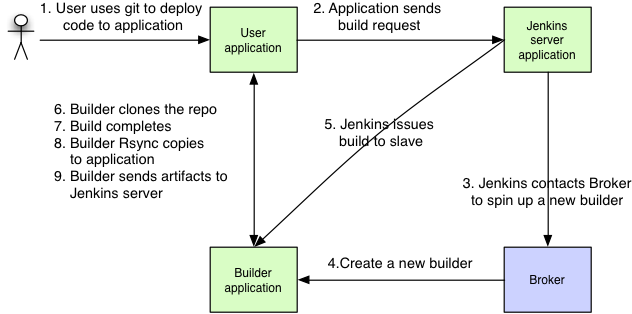 1. User uses git to deploy
code to application
2. Application sends
build request
User
application
Jenkins
server
application
6. Builder clones the repo
7. Build completes
8. Builder Rsync copies
to application
9. Builder sends artifacts to
Jenkins server
5. Jenkins issues
build to slave
3. Jenkins contacts Broker
to spin up a new builder
4.Create a new builder
Builder
application
Broker